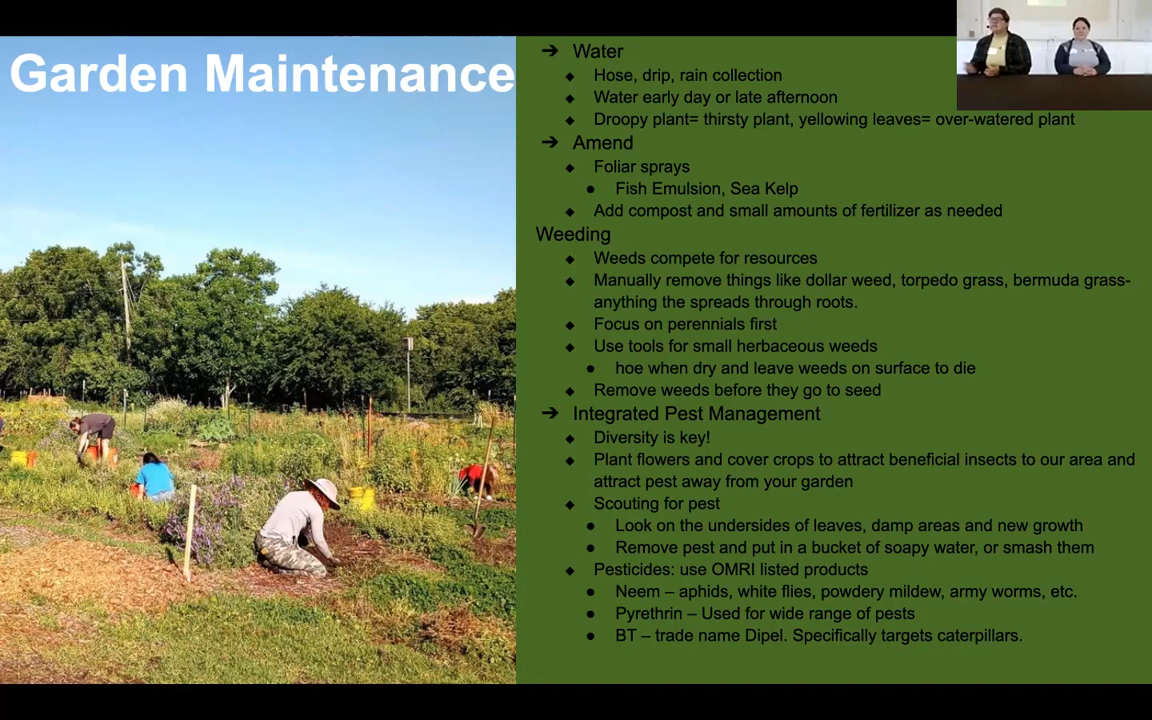 Garden Maintenance
➔ Water
◆ Hose, drip, rain collection
◆ Water early day or late afternoon
◆ Droopy plant= thirsty plant, yellowing leaves= over-watered plant
➔ Amend
◆ Foliar sprays
● Fish Emulsion, Sea Kelp
◆ Add compost and small amounts of fertilizer as needed
Weeding
◆ Weeds compete for resources
◆ Manually remove things like dollar weed, torpedo grass, bermuda grass-
anything the spreads through roots.
◆ Focus on perennials first
◆ Use tools for small herbaceous weeds
● hoe when dry and leave weeds on surface to die
◆ Remove weeds before they go to seed
➔ Integrated Pest Management
◆ Diversity is key!
◆ Plant flowers and cover crops to attract beneficial insects to our area and
attract pest away from your garden
◆ Scouting for pest
● Look on the undersides of leaves, damp areas and new growth
● Remove pest and put in a bucket of soapy water, or smash them
◆ Pesticides: use OMRI listed products
● Neem – aphids, white flies, powdery mildew, army worms, etc.
● Pyrethrin – Used for wide range of pests
● BT – trade name Dipel. Specifically targets caterpillars.